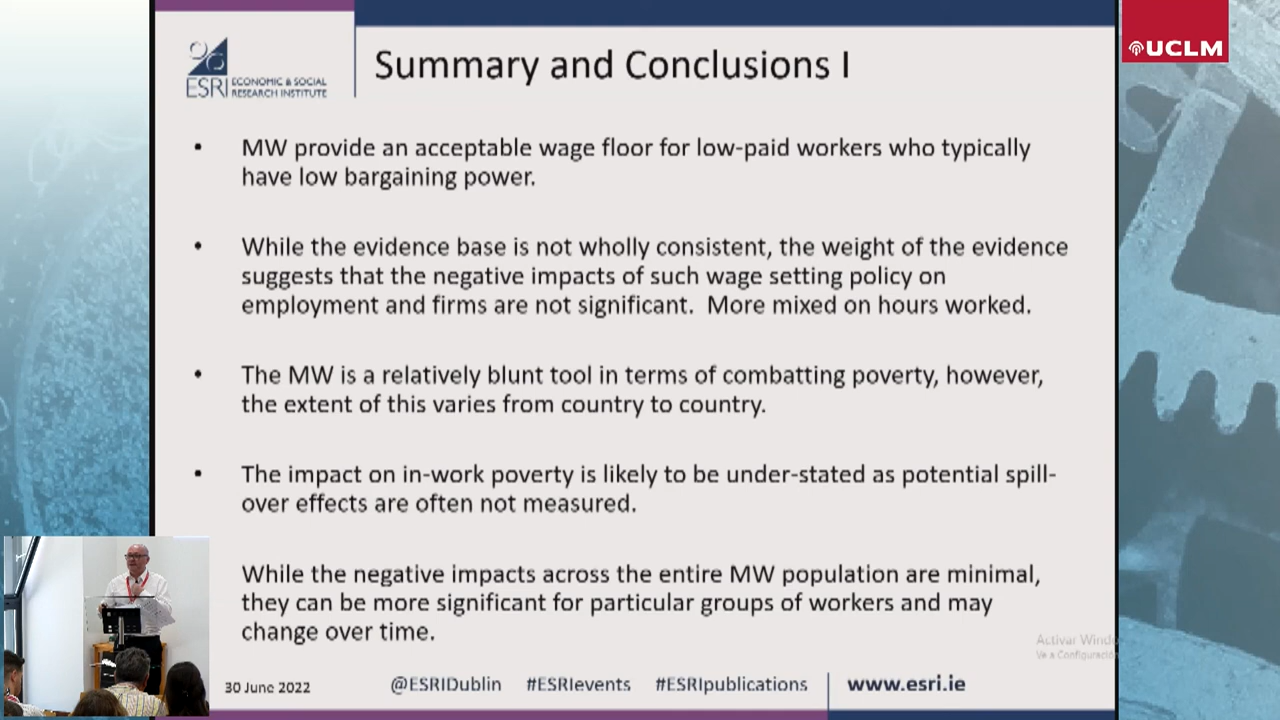 UCLM
ESRI ECONOMIC & SOCIAL
RESEARCH INSTITUTE
Summary and Conclusions I
• MW provide an acceptable wage floor for low-paid workers who typically
have low bargaining power.
• While the evidence base is not wholly consistent, the weight of the evidence
suggests that the negative impacts of such wage setting policy on
employment and firms are not significant.  More mixed on hours worked.
• The MW is a relatively blunt tool in terms of combatting poverty, however,
the extent of this varies from country to country.
• The impact on in-work poverty is likely to be under-stated as potential spill-
over effects are often not measured.
While the negative impacts across the entire MW population are minimal,
they can be more significant for particular groups of workers and may
change over time.
Activar Windo
Ve a Configuración
30 June 2022
@ESRIDublin #ESRIevents #ESRIpublications
www.esri.ie